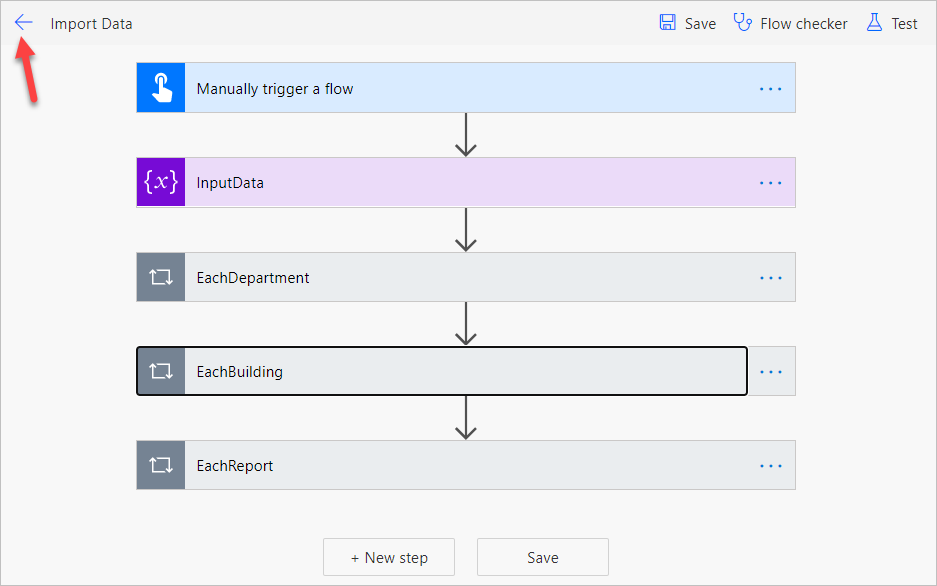 Import Data
Save
Flow checker
Test
Manually trigger a flow
{x} InputData
EachDepartment
EachBuilding
EachReport
+ New step
Save